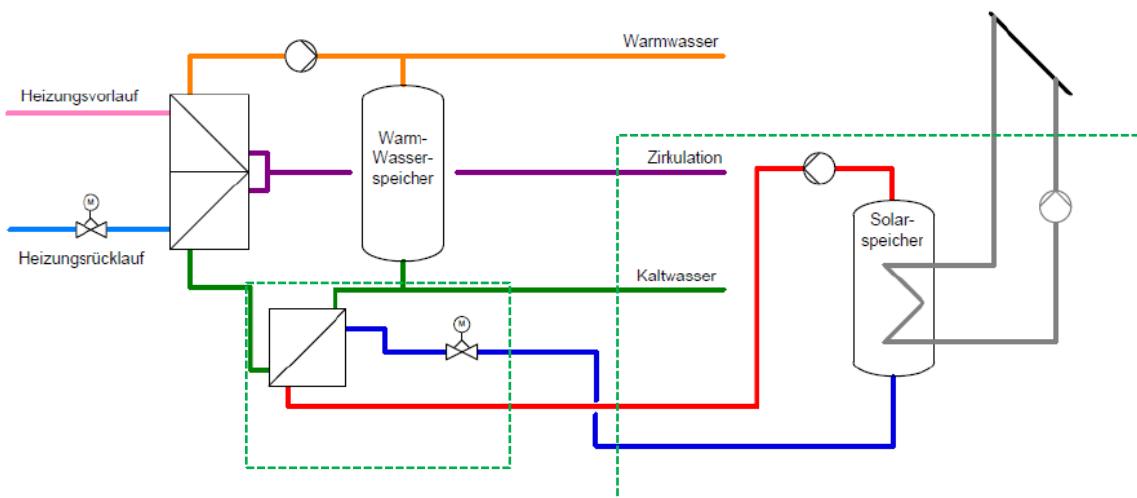 Warmwasser
Heizungsvorlauf
Warm-
Wasser-
speicher
Zirkulation
M
Solar-
speicher
Heizungsrücklauf
Kaltwasser
M